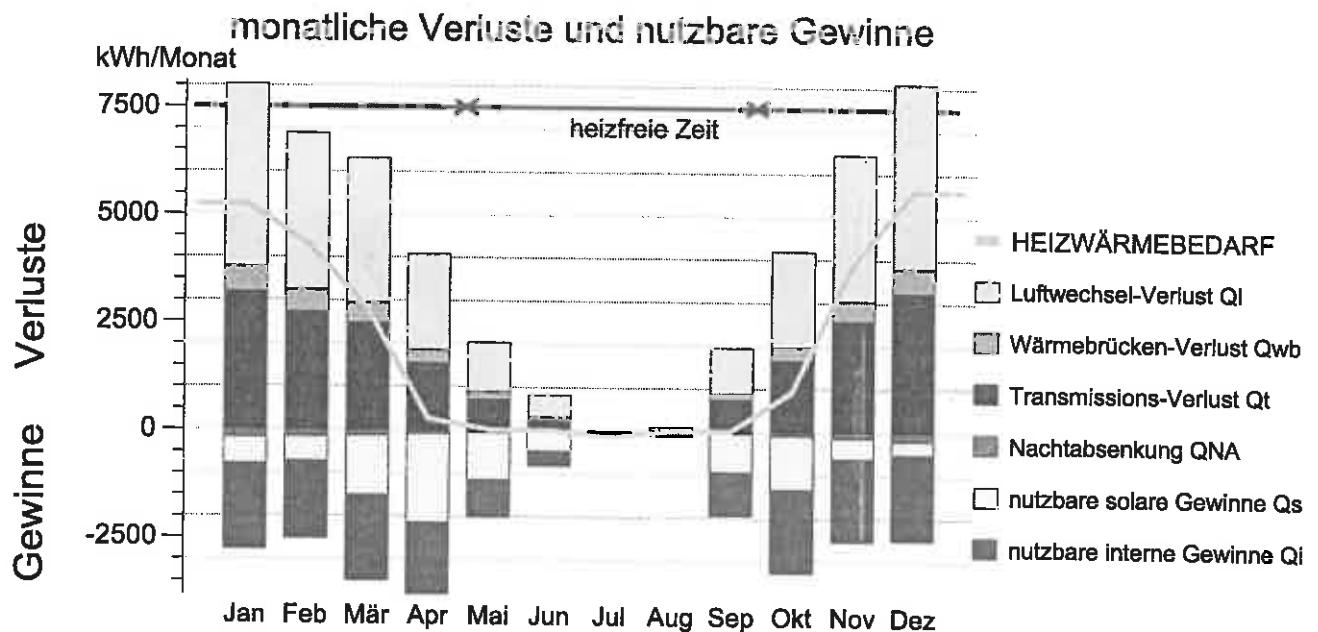 monatliche Verluste und nutzbare Gewinne
kWh/Monat
7500
heizfreie Zeit
5000
2500
0
-2500
Verluste
Gewinne
HEIZWÄRMEBEDARF
Luftwechsel-Verlust Ql
Wärmebrücken-Verlust Qwb
Transmissions-Verlust Qt
Nachtabsenkung QNA
nutzbare solare Gewinne Qs
nutzbare interne Gewinne Qi
Jan Feb Mär Apr Mai Jun Jul Aug Sep Okt Nov Dez